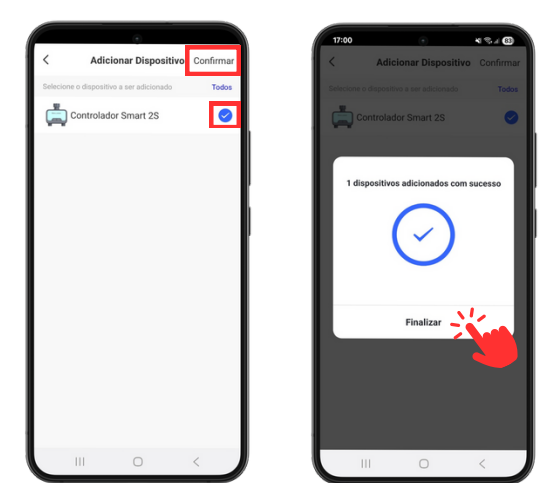 Adicionar Dispositivo Confirmar
Selecione o dispositivo a ser adicionado Todos
Controlador Smart 2S
17:00 83
Adicionar Dispositivo Confirmar
Selecione o dispositivo a ser adicionado Todos
Controlador Smart 2S
1 dispositivos adicionados com sucesso
Finalizar